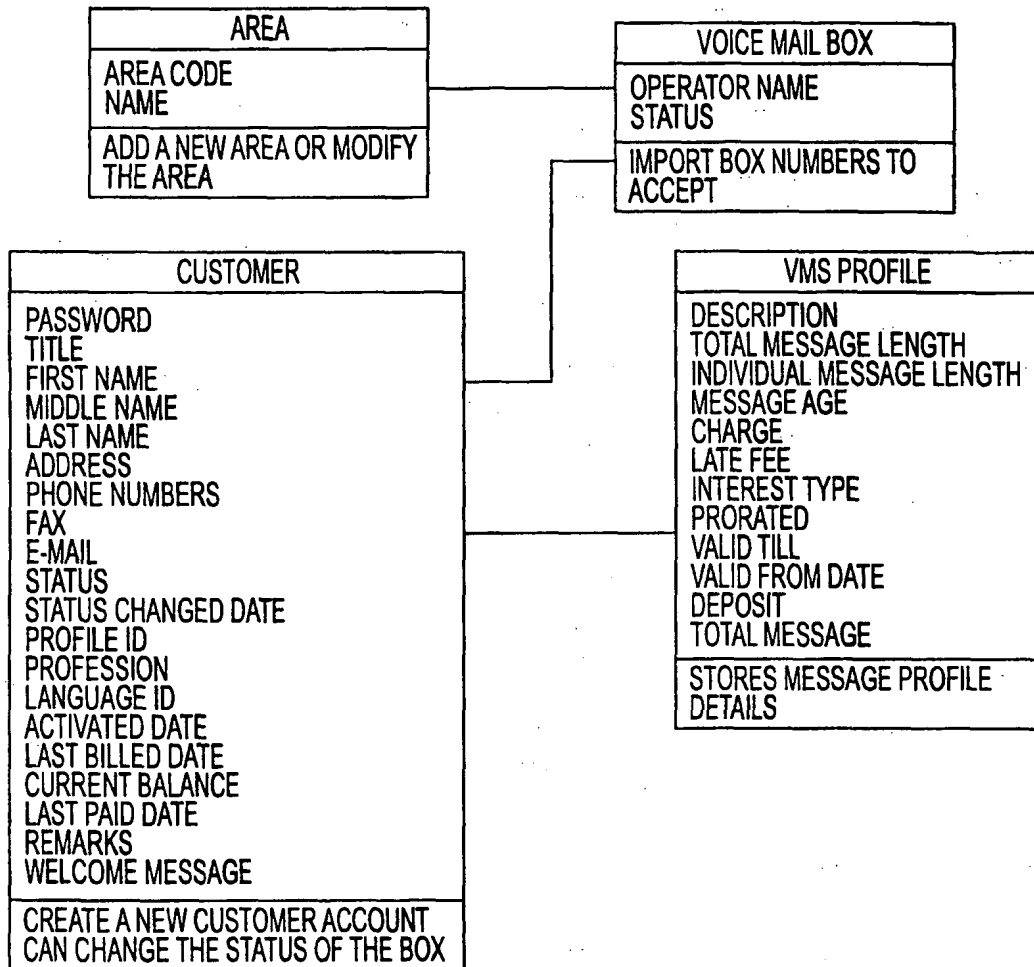 AREA
AREA CODE
NAME
ADD A NEW AREA OR MODIFY
THE AREA
VOICE MAIL BOX
OPERATOR NAME
STATUS
IMPORT BOX NUMBERS TO
ACCEPT
CUSTOMER
PASSWORD
TITLE
FIRST NAME
MIDDLE NAME
LAST NAME
ADDRESS
PHONE NUMBERS
FAX
E-MAIL
STATUS
STATUS CHANGED DATE
PROFILE ID
PROFESSION
LANGUAGE ID
ACTIVATED DATE
LAST BILLED DATE
CURRENT BALANCE
LAST PAID DATE
REMARKS
WELCOME MESSAGE
CREATE A NEW CUSTOMER ACCOUNT
CAN CHANGE THE STATUS OF THE BOX
VMS PROFILE
DESCRIPTION
TOTAL MESSAGE LENGTH
INDIVIDUAL MESSAGE LENGTH
MESSAGE AGE
CHARGE
LATE FEE
INTEREST TYPE
PRORATED
VALID TILL
VALID FROM DATE
DEPOSIT
TOTAL MESSAGE
STORES MESSAGE PROFILE
DETAILS